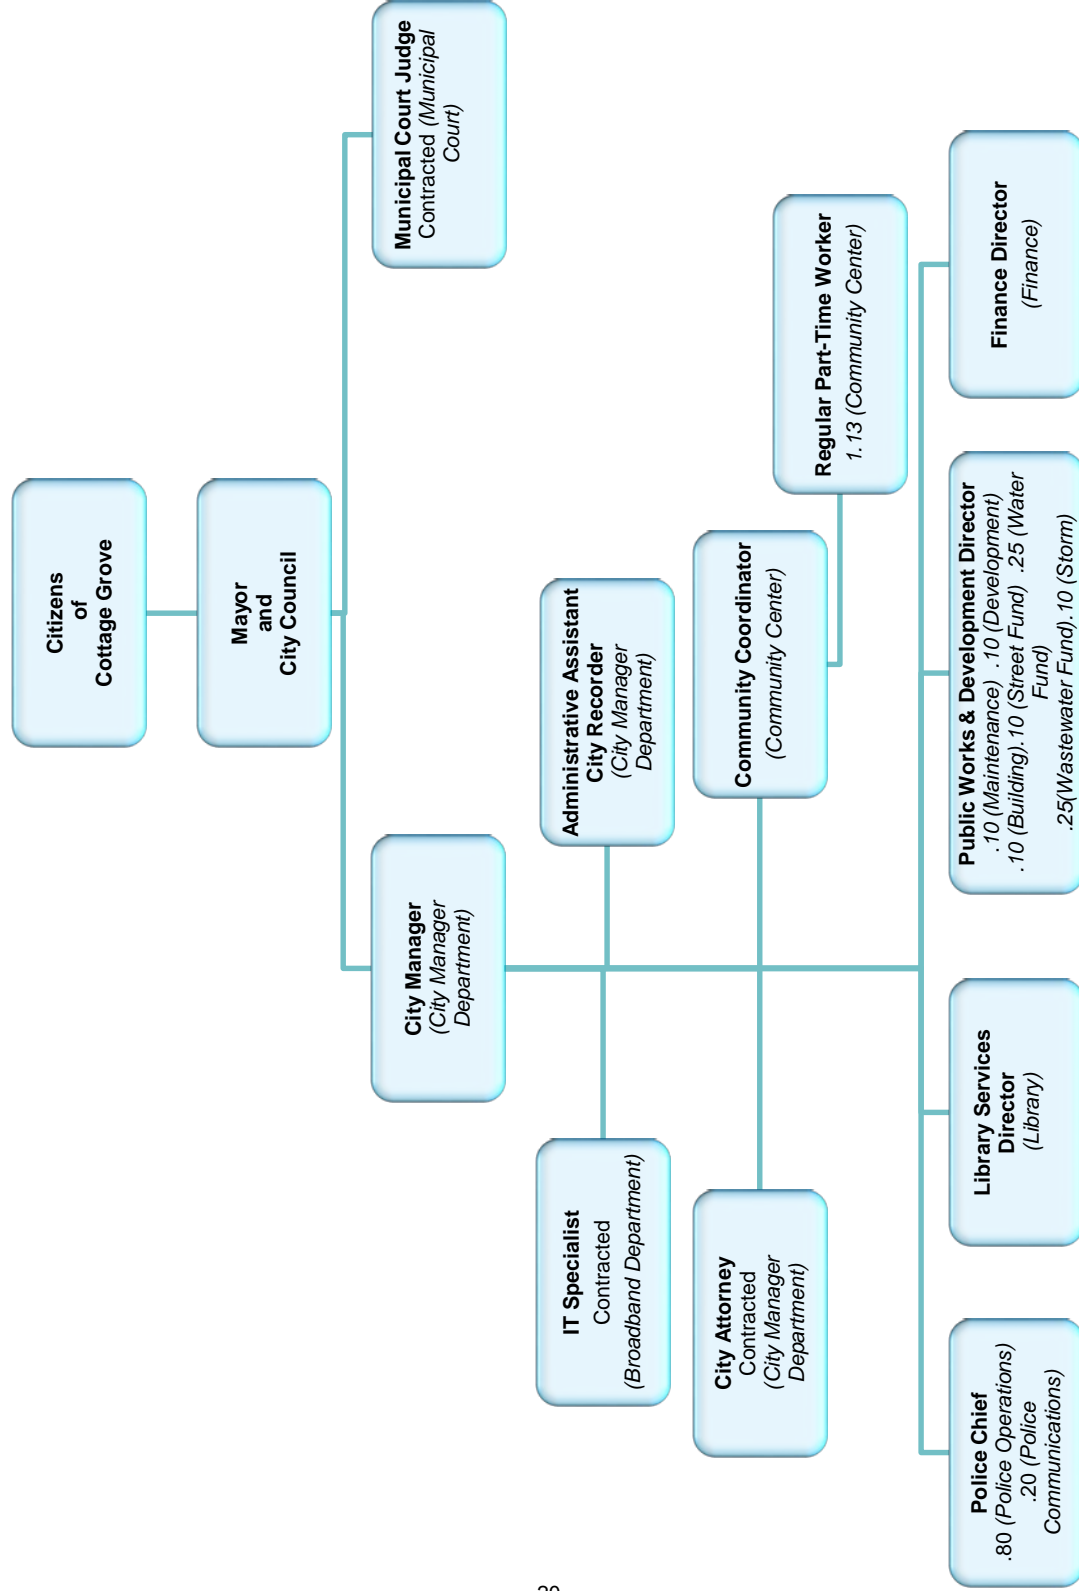 Citizens
of
Cottage Grove
Mayor
and
City Council
City Manager
(City Manager
Department)
Municipal Court Judge
Contracted (Municipal
Court)
IT Specialist
Contracted
(Broadband Department)
Administrative Assistant
City Recorder
(City Manager
Department)
City Attorney
Contracted
(City Manager
Department)
Community Coordinator
(Community Center)
Regular Part-Time Worker
1.13 (Community Center)
Police Chief
.80 (Police Operations)
.20 (Police
Communications)
Library Services
Director
(Library)
Public Works & Development Director
.10 (Maintenance) .10 (Development)
.10 (Building).10 (Street Fund) .25 (Water
Fund)
.25(Wastewater Fund).10 (Storm)
Finance Director
(Finance)